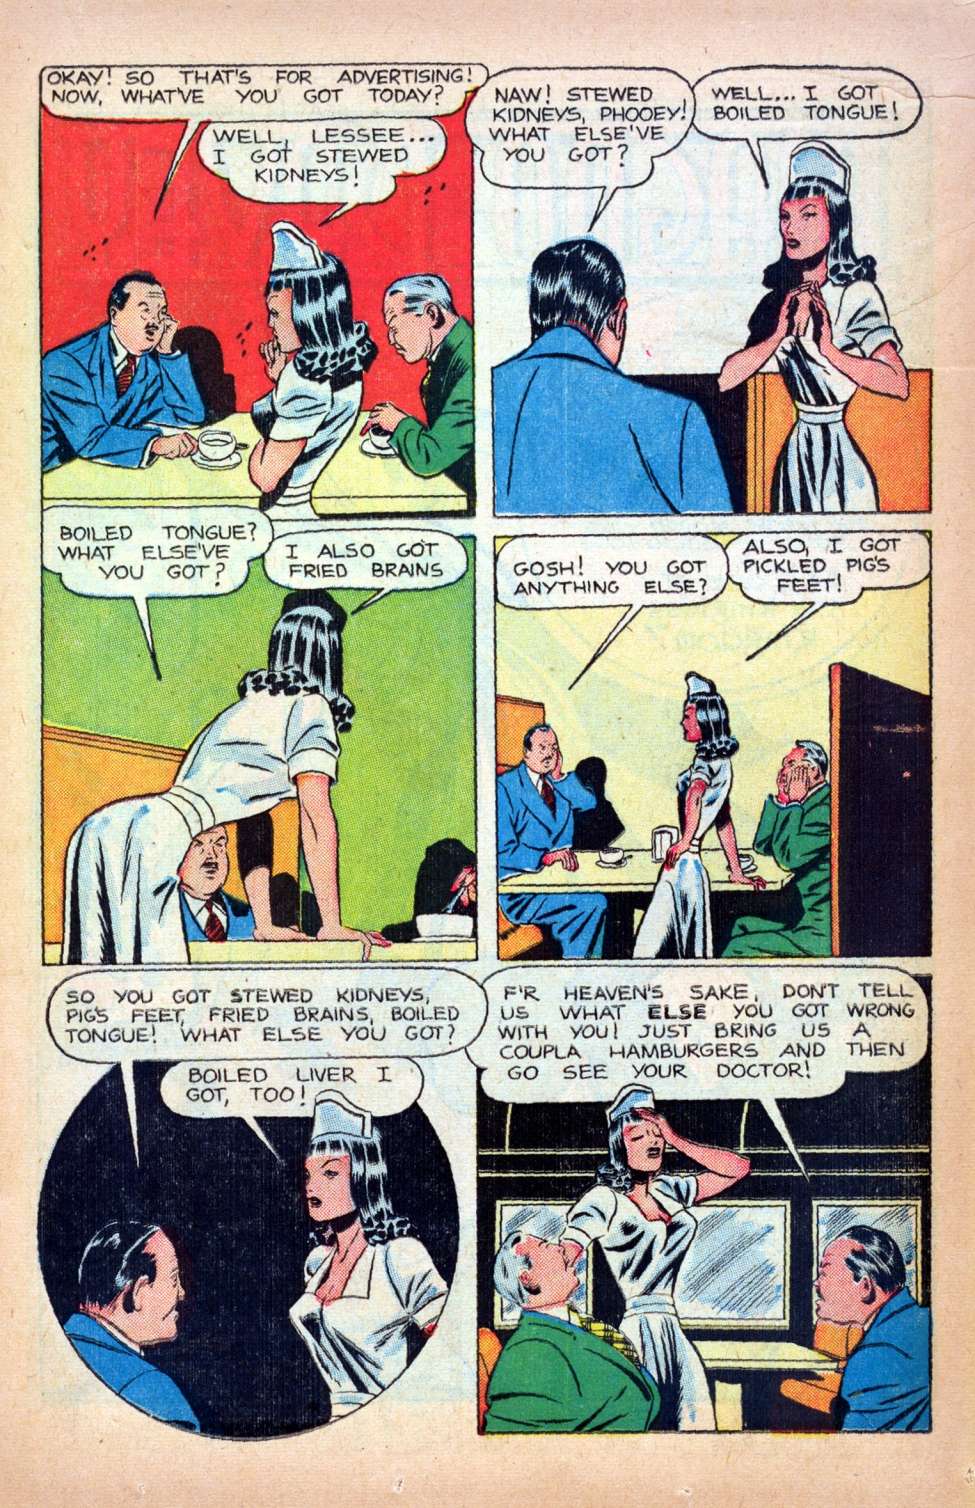 OKAY! SO THAT'S FOR ADVERTISING!
NOW, WHAT'VE YOU GOT TODAY?
WELL, LESSEE...
I GOT STEWED
KIDNEYS!
NAW! STEWED
KIDNEYS, PHOOEY!
WHAT ELSE'VE
YOU GOT?
WELL... I GOT
BOILED TONGUE!
BOILED TONGUE?
WHAT ELSE'VE
YOU GOT?
I ALSO GOT
FRIED BRAINS
GOSH! YOU GOT
ANYTHING ELSE?
ALSO, I GOT
PICKLED PIG'S
FEET!
SO YOU GOT STEWED KIDNEYS,
PIG'S FEET, FRIED BRAINS, BOILED
TONGUE! WHAT ELSE YOU GOT?
BOILED LIVER I
GOT, TOO!
F'R HEAVEN'S SAKE, DON'T TELL
US WHAT ELSE YOU GOT WRONG
WITH YOU! JUST BRING US A
COUPLA HAMBURGERS AND THEN
GO SEE YOUR DOCTOR!